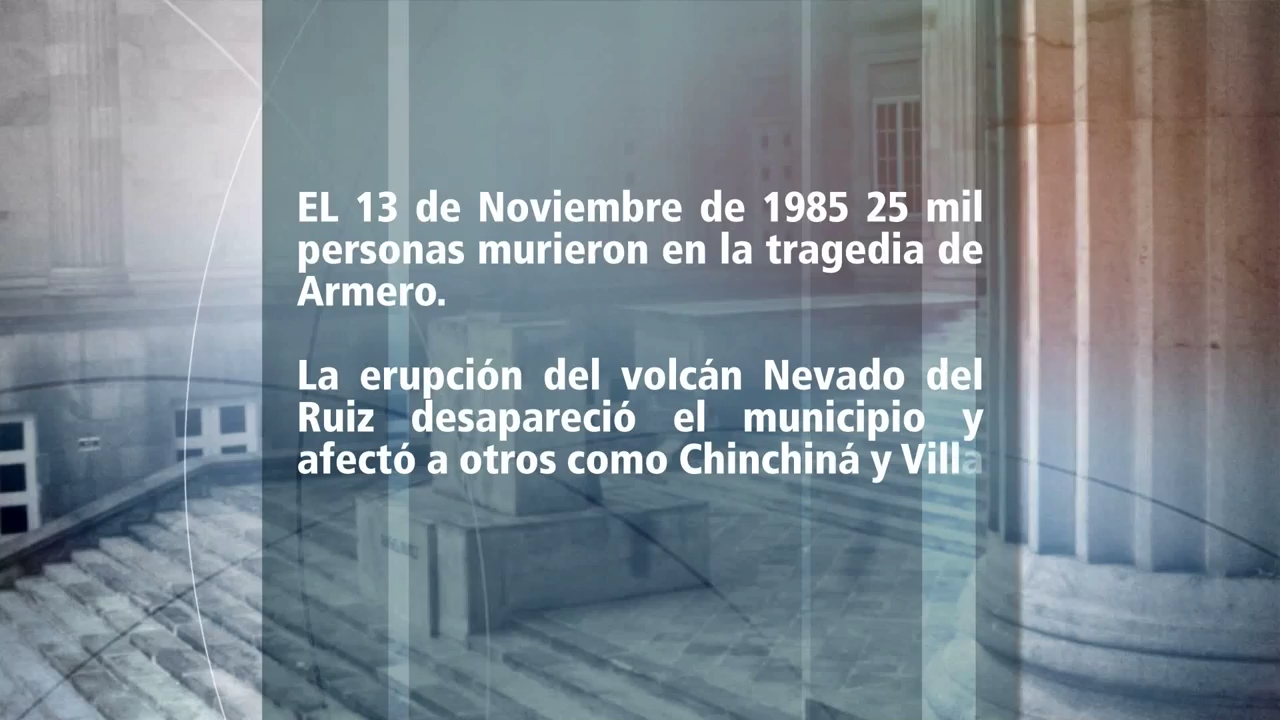 EL 13 de Noviembre de 1985 25 mil
personas murieron en la tragedia de
Armero.
La erupción del volcán Nevado del
Ruiz desapareció el municipio y
afectó a otros como Chinchiná y Villa